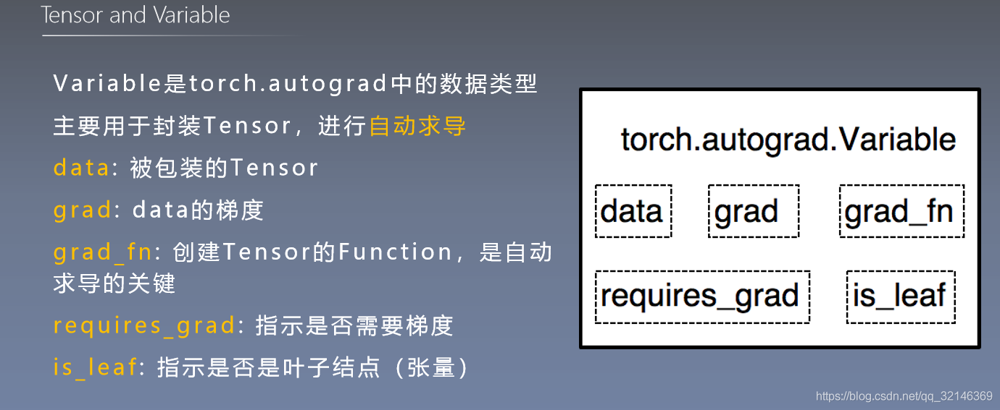 Tensor and Variable
Variable是torch.autograd中的数据类型
主要用于封装Tensor，进行自动求导
data: 被包装的Tensor
grad: data的梯度
grad_fn: 创建Tensor的Function，是自动
求导的关键
requires_grad: 指示是否需要梯度
is_leaf: 指示是否是叶子结点（张量）
torch.autograd.Variable
data grad grad_fn
requires_grad is_leaf
https://blog.csdn.net/qq_32146369